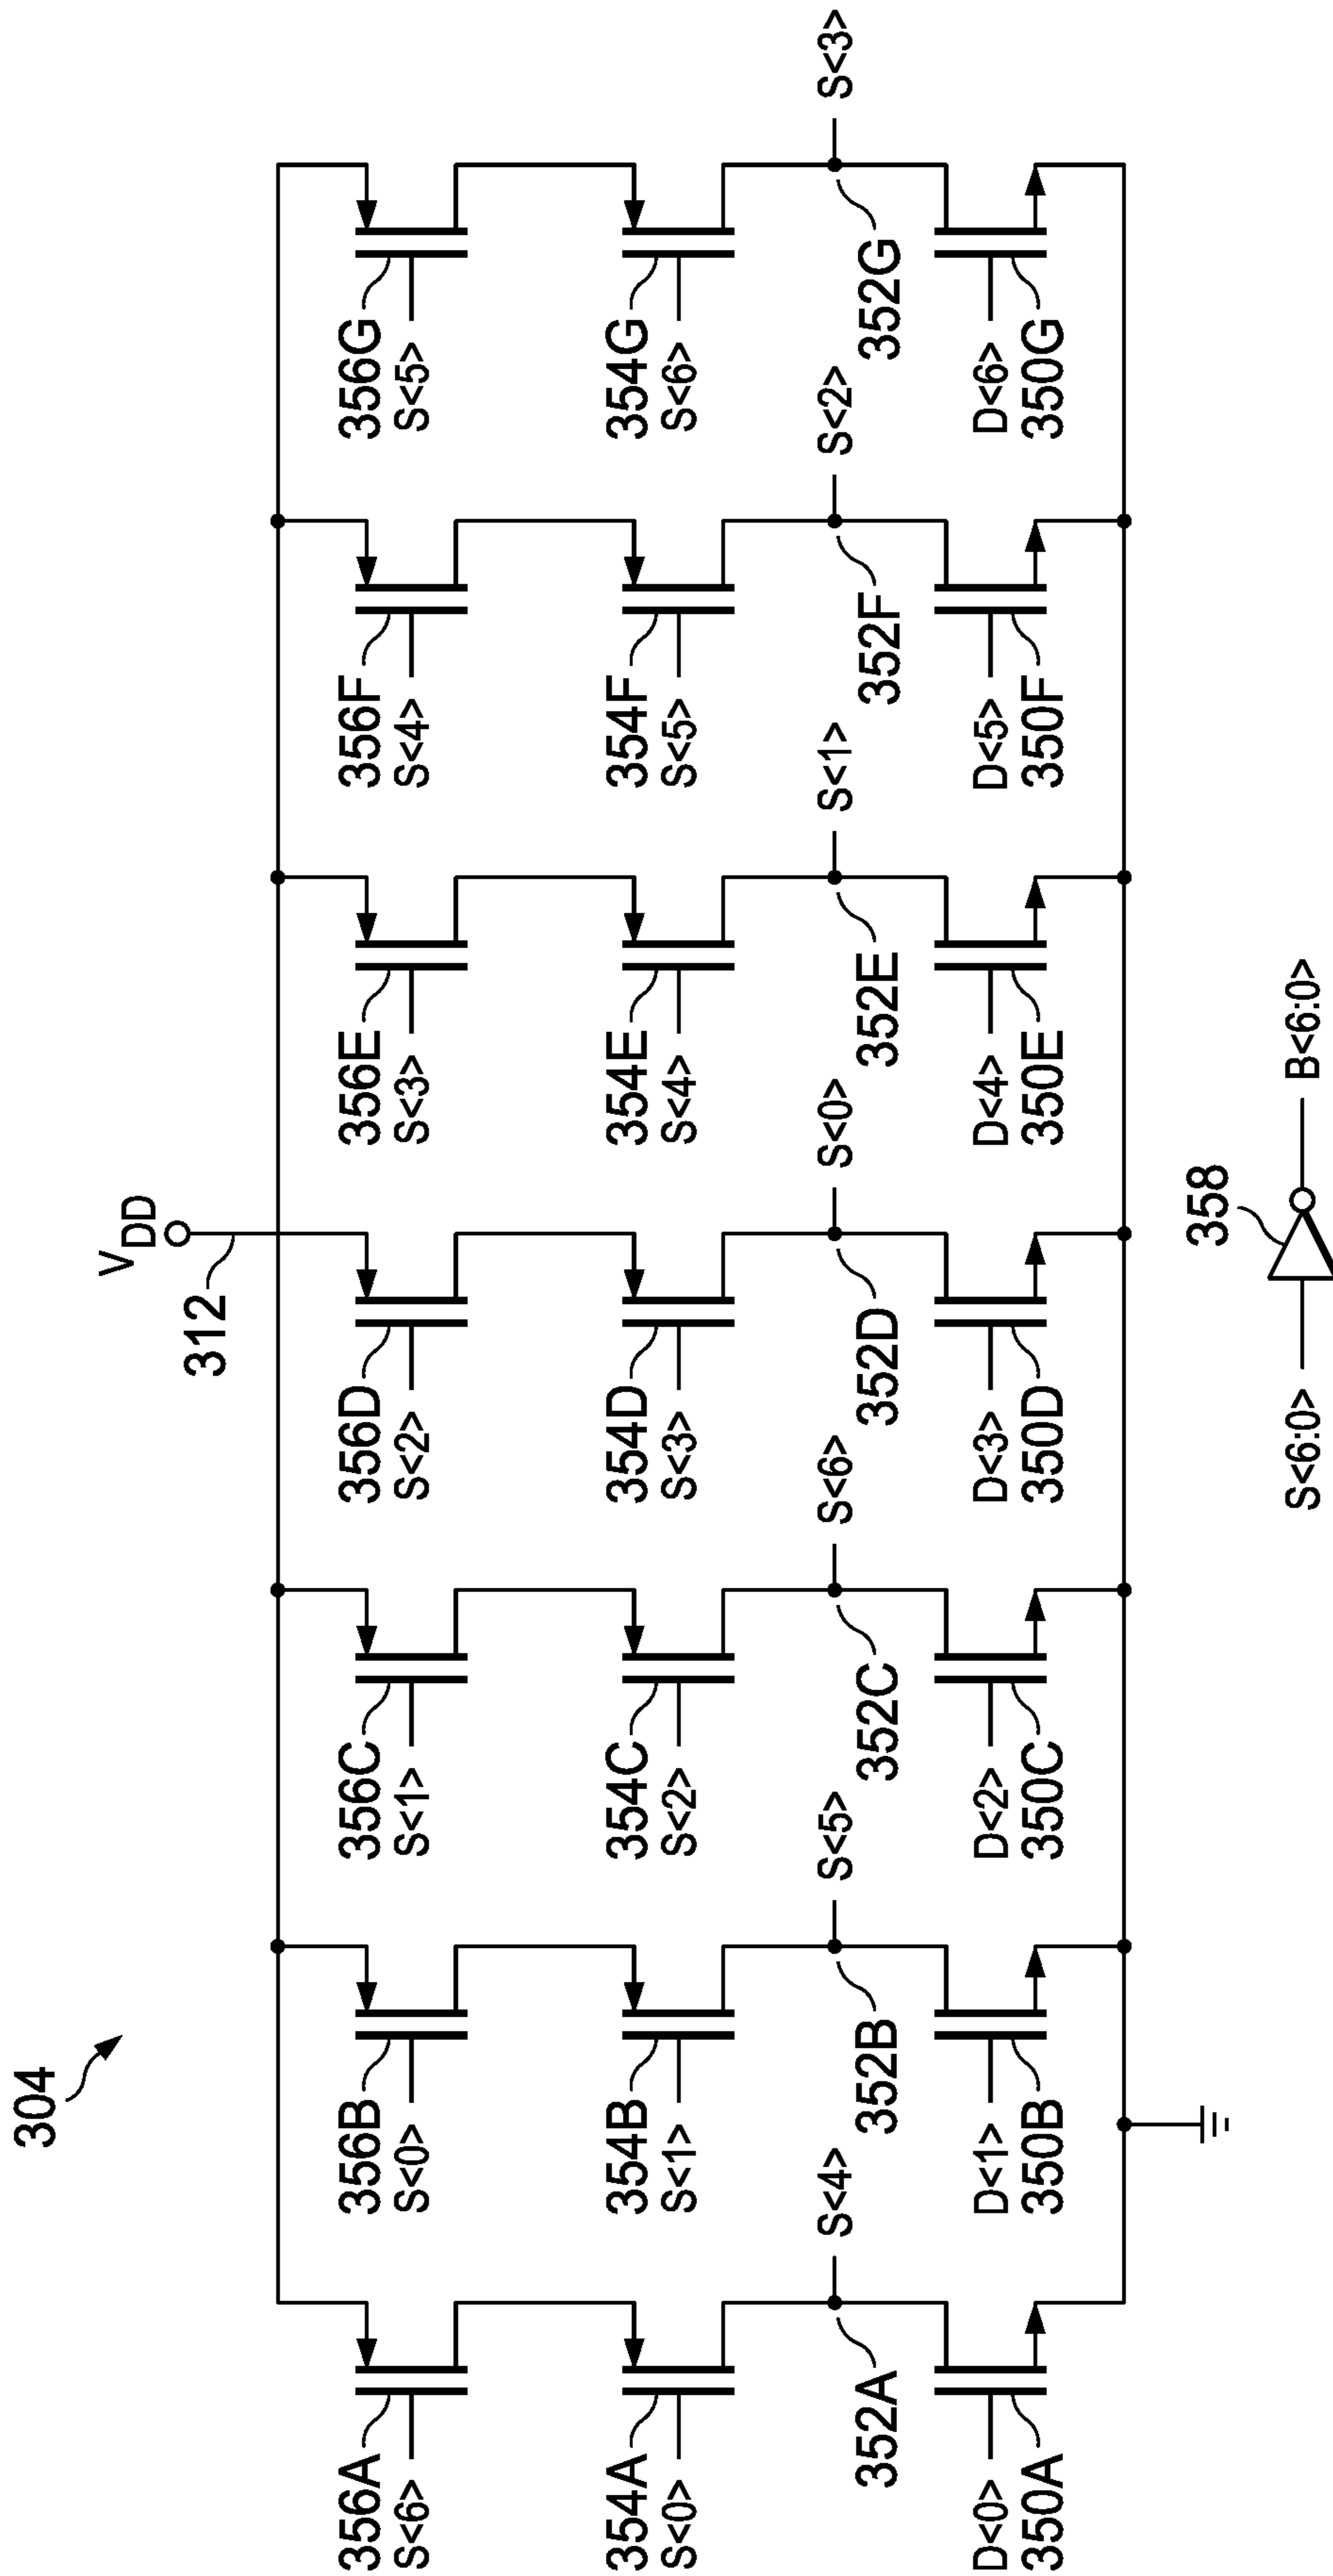 304
V DD
312
356A
S<6>
356B
S<0>
356C
S<1>
356D
S<2>
356E
S<3>
356F
S<4>
356G
S<5>
354A
S<0>
354B
S<1>
354C
S<2>
354D
S<3>
354E
S<4>
354F
S<5>
354G
S<6>
S<4>
S<5>
S<6>
S<0>
S<1>
S<2>
S<3>
352A
352B
352C
352D
352E
352F
352G
D<0>
350A
D<1>
350B
D<2>
350C
D<3>
350D
D<4>
350E
D<5>
350F
D<6>
350G
358
S<6:0>
B<6:0>